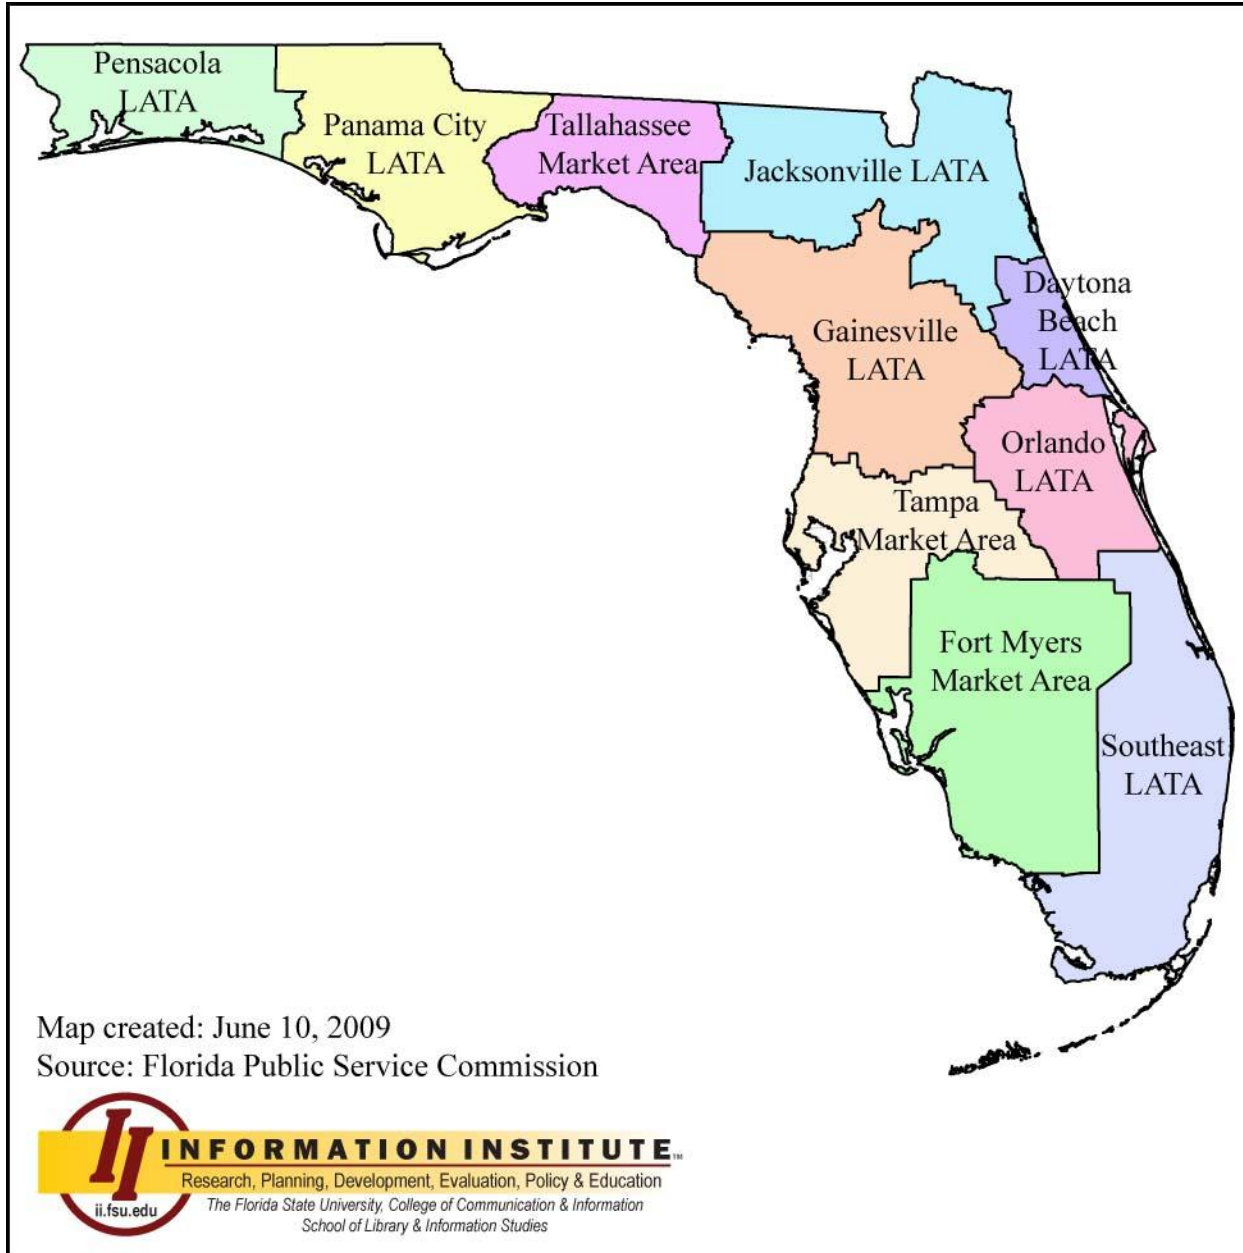 Pensacola
LATA
Panama City
LATA
Tallahassee
Market Area
Jacksonville LATA
Daytona
Beach
LATA
Gainesville
LATA
Orlando
LATA
Tampa
Market Area
Fort Myers
Market Area
Southeast
LATA
Map created: June 10, 2009
Source: Florida Public Service Commission
II
ii.fsu.edu
INFORMATION INSTITUTE™
Research, Planning, Development, Evaluation, Policy & Education
The Florida State University, College of Communication & Information
School of Library & Information Studies